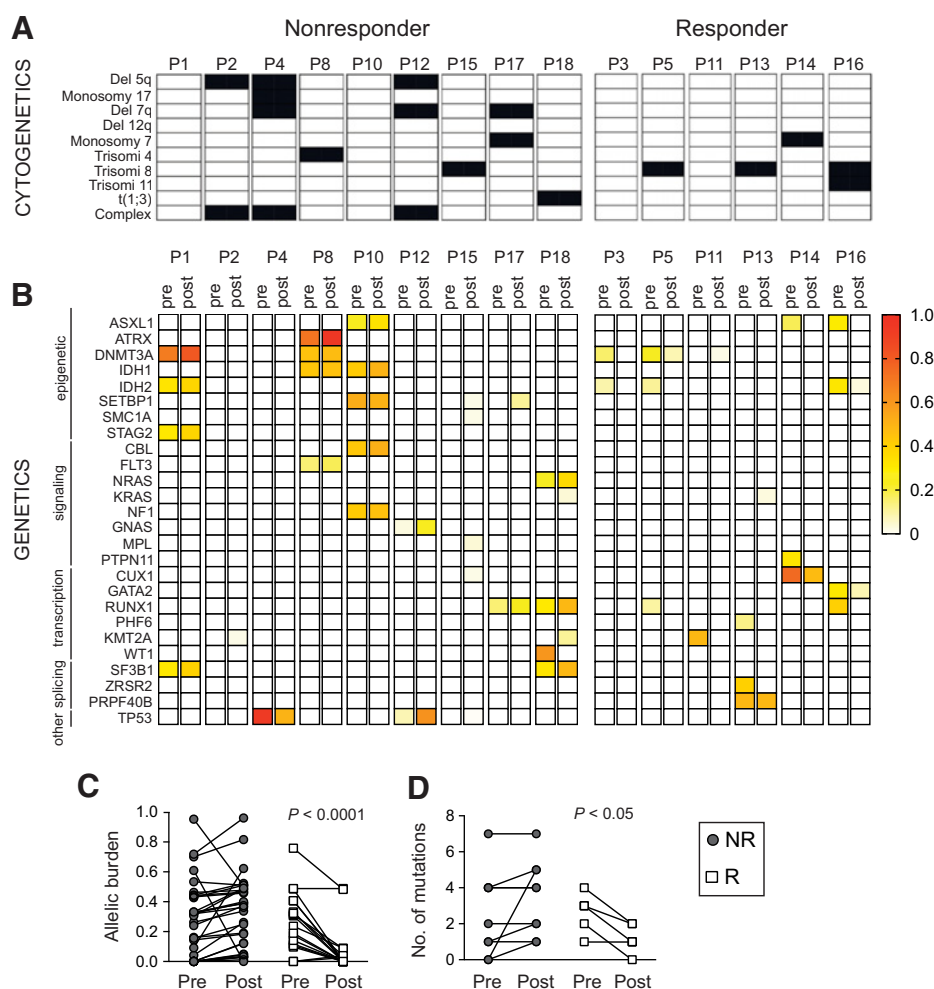 A
Nonresponder
Responder
P1 P2 P4 P8 P10 P12 P15 P17 P18 P3 P5 P11 P13 P14 P16
CYTOGENETICS
Del 5q
Monosomy 17
Del 7q
Del 12q
Monosomy 7
Trisomi 4
Trisomi 8
Trisomi 11
t(1;3)
Complex
B
P1 P2 P4 P8 P10 P12 P15 P17 P18 P3 P5 P11 P13 P14 P16
pre post pre post pre post pre post pre post pre post pre post pre post pre post pre post pre post pre post pre post pre post pre post
GENETICS
epigenetic
ASXL1
ATRX
DNMT3A
IDH1
IDH2
SETBP1
SMC1A
STAG2
signaling
CBL
FLT3
NRAS
KRAS
NF1
GNAS
MPL
PTPN11
transcription
CUX1
GATA2
RUNX1
PHF6
KMT2A
WT1
splicing
SF3B1
ZRSR2
PRPF40B
other
TP53
1.0
0.8
0.6
0.4
0.2
0
C
P < 0.0001
Allelic burden
1.0
0.8
0.6
0.4
0.2
0.0
Pre Post Pre Post
D
P < 0.05
No. of mutations
8
6
4
2
0
Pre Post Pre Post
NR
R